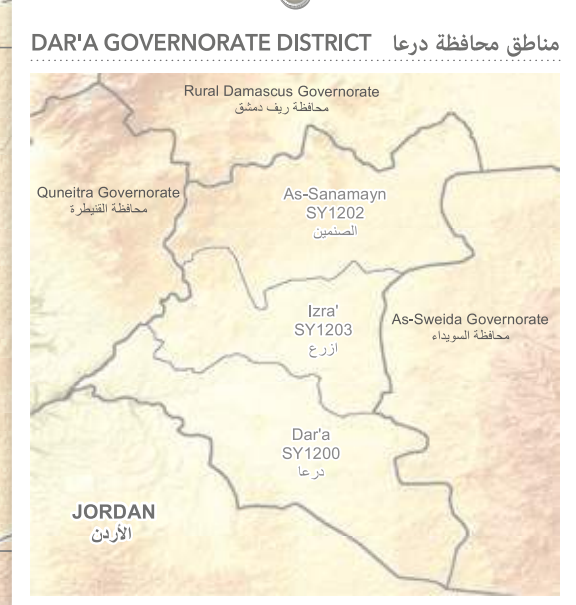 DAR'A GOVERNORATE DISTRICT مناطق محافظة درعا
Rural Damascus Governorate
محافظة ريف دمشق
Quneitra Governorate
محافظة القنيطرة
As-Sanamayn
SY1202
الصنمين
Izra'
SY1203
ازرع
As-Sweida Governorate
محافظة السويداء
Dar'a
SY1200
درعا
JORDAN
الأردن